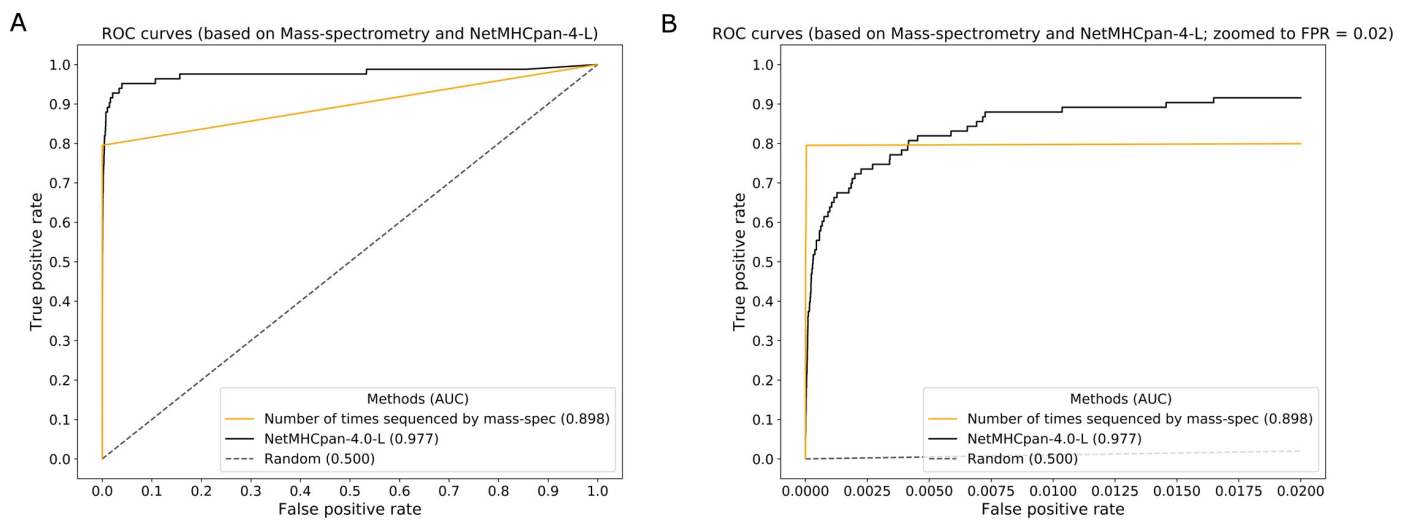 A
ROC curves (based on Mass-spectrometry and NetMHCpan-4-L)
True positive rate
1.0
0.9
0.8
0.7
0.6
0.5
0.4
0.3
0.2
0.1
0.0
Methods (AUC)
Number of times sequenced by mass-spec (0.898)
NetMHCpan-4.0-L (0.977)
Random (0.500)
0.0 0.1 0.2 0.3 0.4 0.5 0.6 0.7 0.8 0.9 1.0
False positive rate
B
ROC curves (based on Mass-spectrometry and NetMHCpan-4-L; zoomed to FPR = 0.02)
True positive rate
1.0
0.9
0.8
0.7
0.6
0.5
0.4
0.3
0.2
0.1
0.0
Methods (AUC)
Number of times sequenced by mass-spec (0.898)
NetMHCpan-4.0-L (0.977)
Random (0.500)
0.0000 0.0025 0.0050 0.0075 0.0100 0.0125 0.0150 0.0175 0.0200
False positive rate